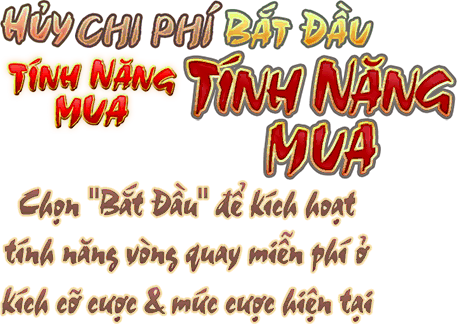 HỦY CHI PHÍ BẮT ĐẦU
TÍNH NĂNG
MUA
TÍNH NĂNG
MUA
Chọn "Bắt Đầu" để kích hoạt
tính năng vòng quay miễn phí ở
kích cỡ cược & mức cược hiện tại